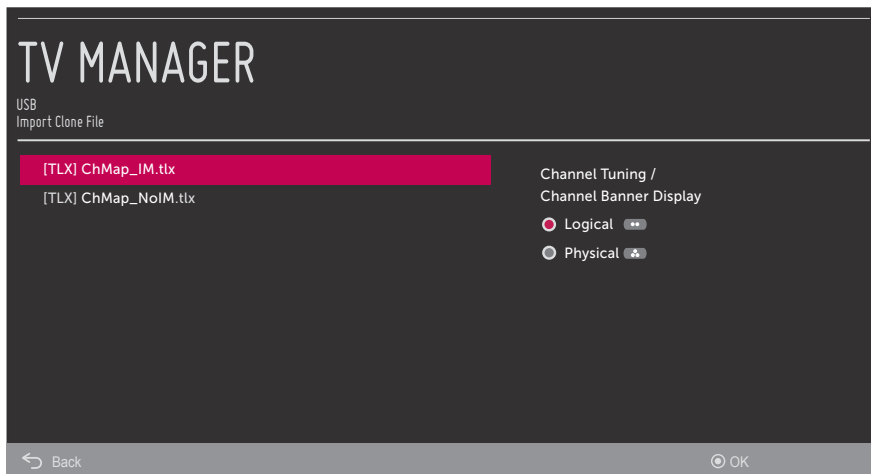 TV MANAGER
USB
Import Clone File
[TLX] ChMap_IM.tlx
[TLX] ChMap_NoIM.tlx
Channel Tuning /
Channel Banner Display
Logical
Physical
Back
OK